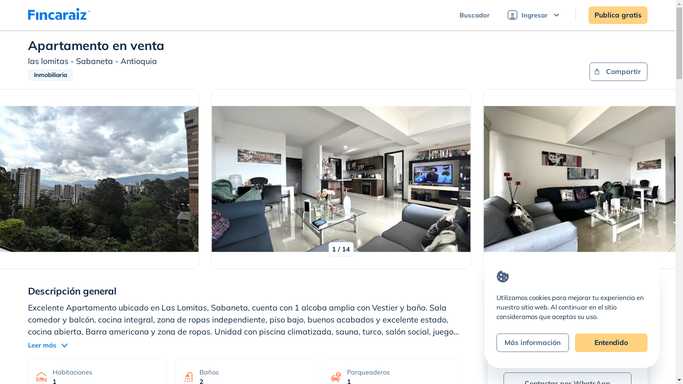 Fincaraiz
Buscador
Ingresar
Publica gratis
Apartamento en venta
las lomitas - Sabaneta - Antioquia
Inmobiliaria
Compartir
1 / 14
Descripción general
Excelente Apartamento ubicado en Las Lomitas, Sabaneta, cuenta con 1 alcoba amplia con Vestier y baño. Sala
comedor y balcón. cocina integral, zona de ropas independiente, piso bajo, buenos acabados y excelente estado,
cocina abierta, Barra americana y zona de ropas. Unidad con piscina climatizada, sauna, turco, salón social, juego...
Leer más
Habitaciones
1
Baños
2
Parqueaderos
1
Utilizamos cookies para mejorar tu experiencia en
nuestro sitio web. Al continuar en el sitio
consideramos que aceptas su uso.
Más información
Entendido
Contactar por WhatsApp